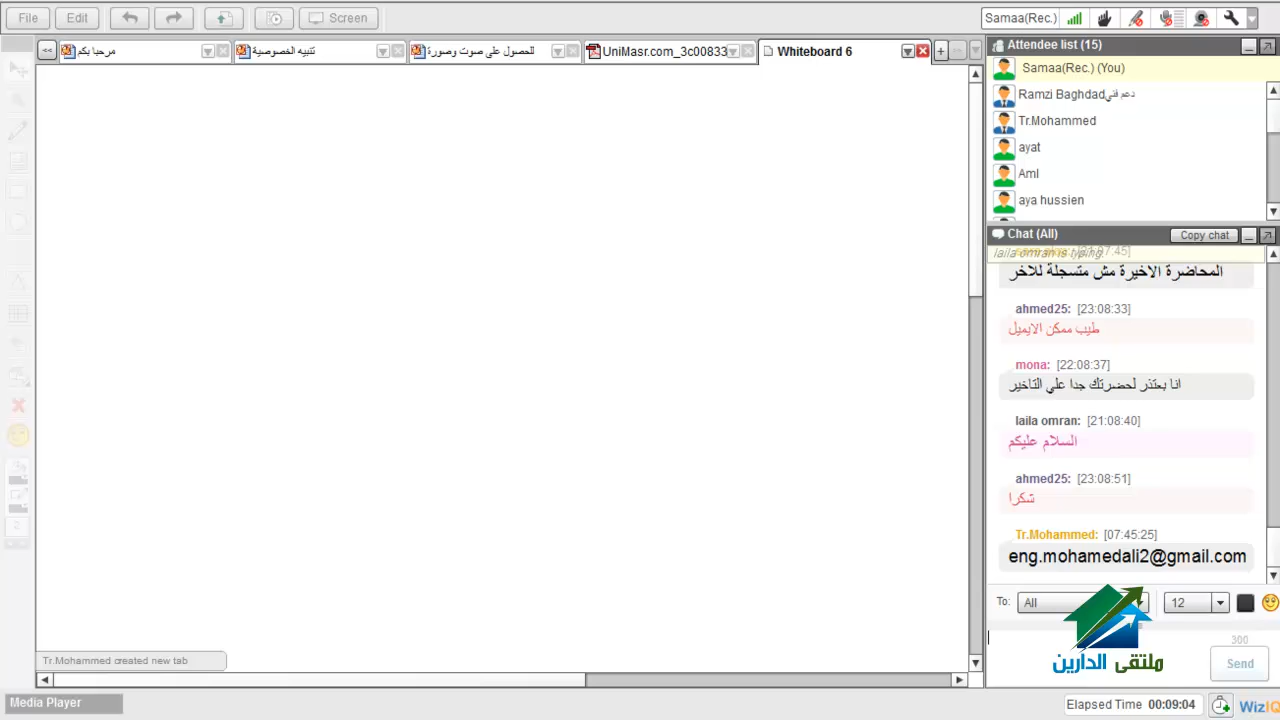 File Edit Screen Samaa(Rec.)
<< مرحبا بكم تنبيه الخصوصية للحصول على صوت وصورة UniMasr.com_3c00833 Whiteboard 6
Attendee list (15)
Samaa(Rec.) (You)
Ramzi Baghdad دعم فني
Tr.Mohammed
ayat
Aml
aya hussien
Chat (All) Copy chat
laila omran is typing.
المحاضرة الاخيرة مش متسجلة للاخر
ahmed25: [23:08:33]
طيب ممكن الايميل
mona: [22:08:37]
انا بعتذر لحضرتك جدا علي التاخير
laila omran: [21:08:40]
السلام عليكم
ahmed25: [23:08:51]
شكرا
Tr.Mohammed: [07:45:25]
eng.mohamedali2@gmail.com
To: All 12
300
Send
ملتقى الدارين
Tr.Mohammed created new tab
Media Player
Elapsed Time 00:09:04
WizIQ